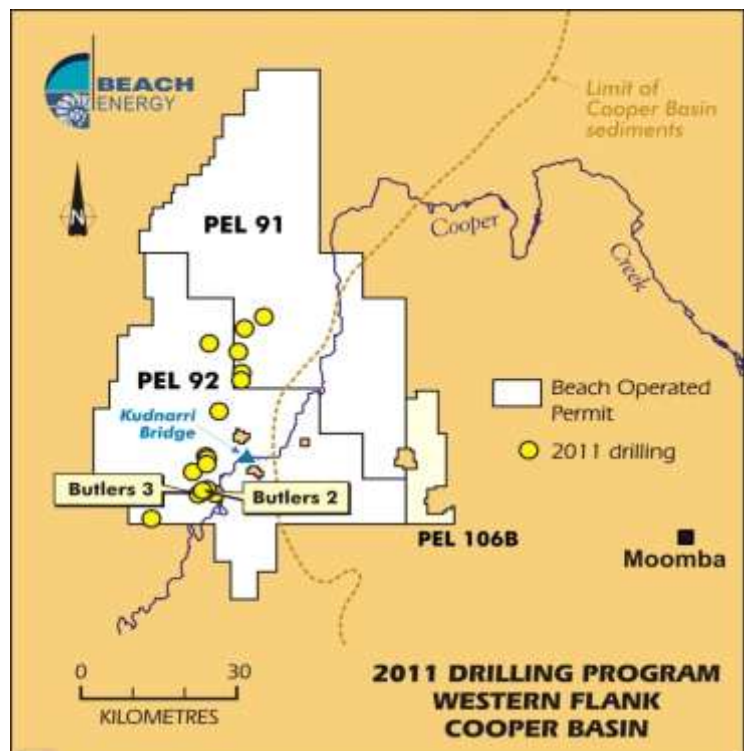 BEACH
ENERGY
Limit of
Cooper Basin
sediments
N
PEL 91
Cooper
Creek
PEL 92
Beach Operated
Permit
Kudnarri
Bridge
2011 drilling
Butlers 3
Butlers 2
PEL 106B
Moomba
0 30
KILOMETRES
2011 DRILLING PROGRAM
WESTERN FLANK
COOPER BASIN